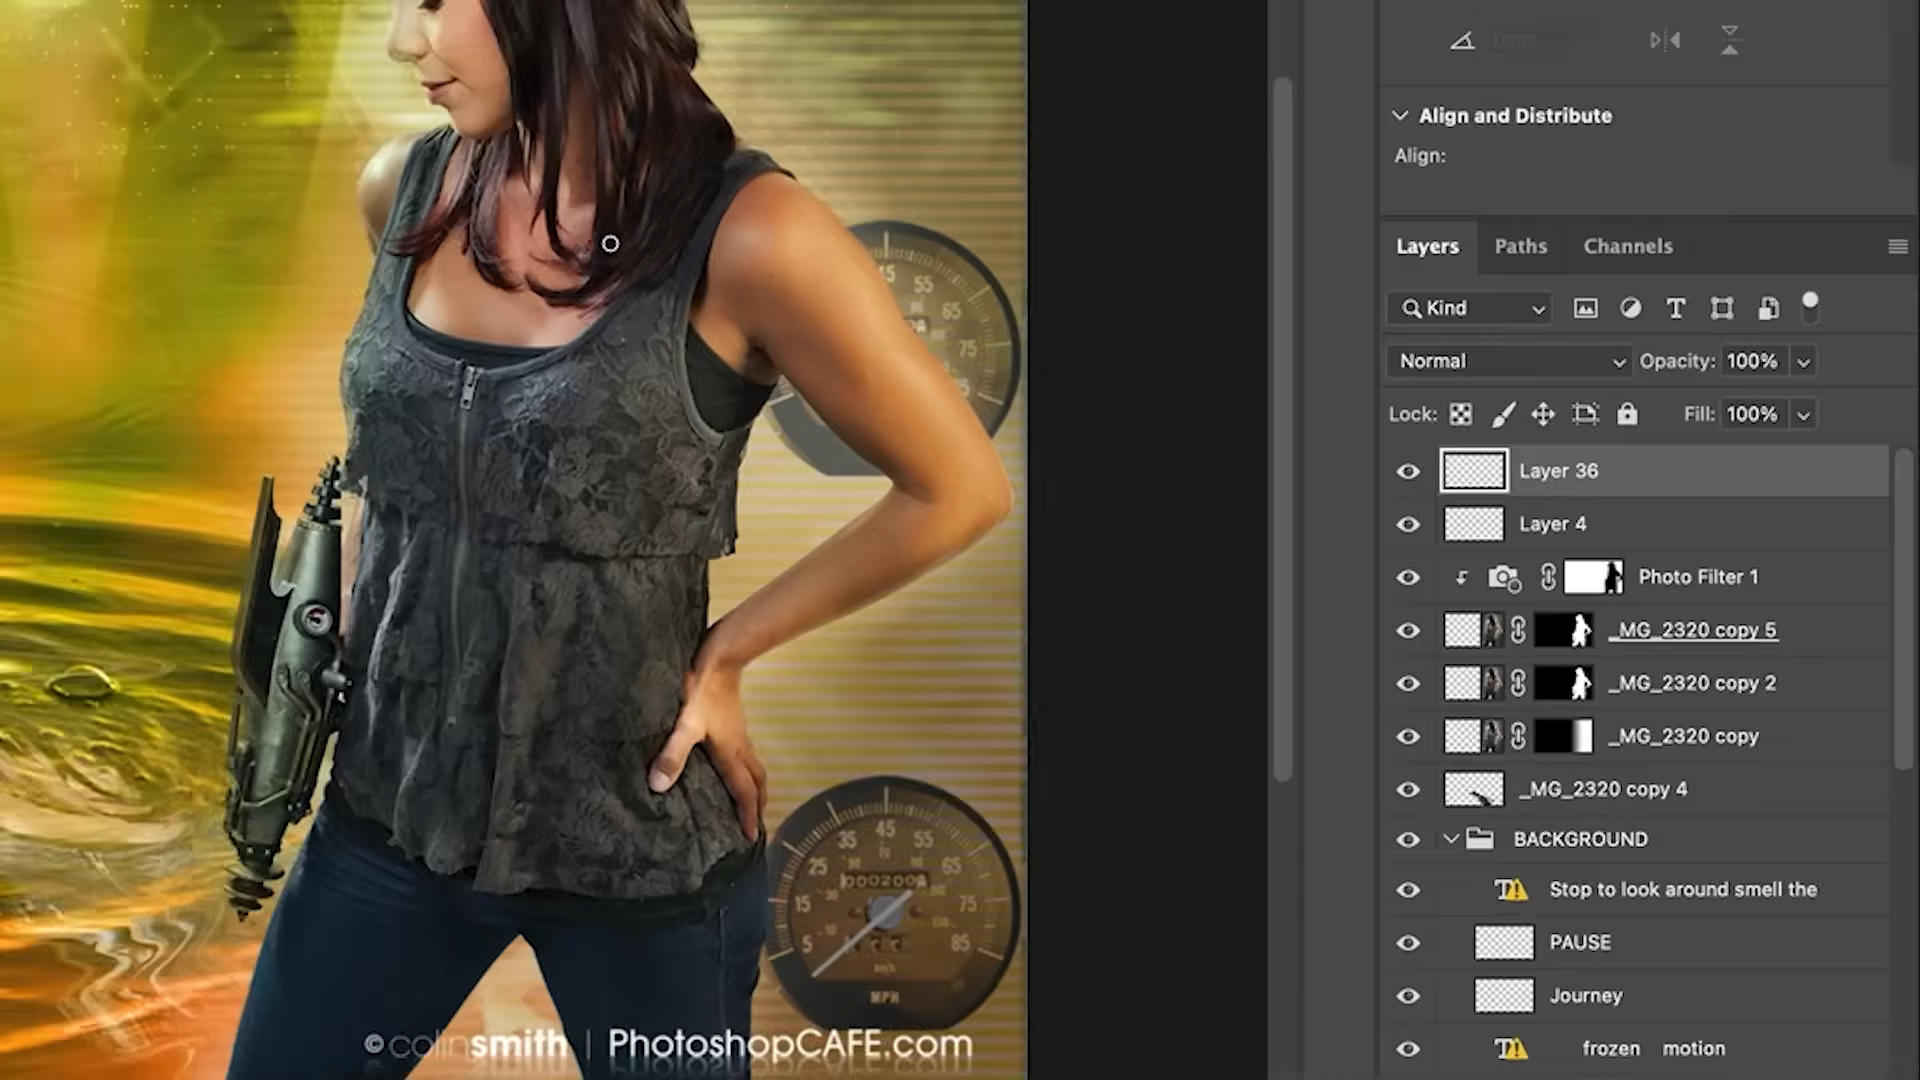 Align and Distribute
Align:
Layers Paths Channels
Kind
Normal Opacity: 100%
Lock: Fill: 100%
Layer 36
Layer 4
Photo Filter 1
_MG_2320 copy 5
_MG_2320 copy 2
_MG_2320 copy
_MG_2320 copy 4
BACKGROUND
Stop to look around smell the
PAUSE
Journey
frozen motion
45
55
65
75
5 15 25 35 45 55 65 75 85
MPH
© colinsmith | PhotoshopCAFE.com